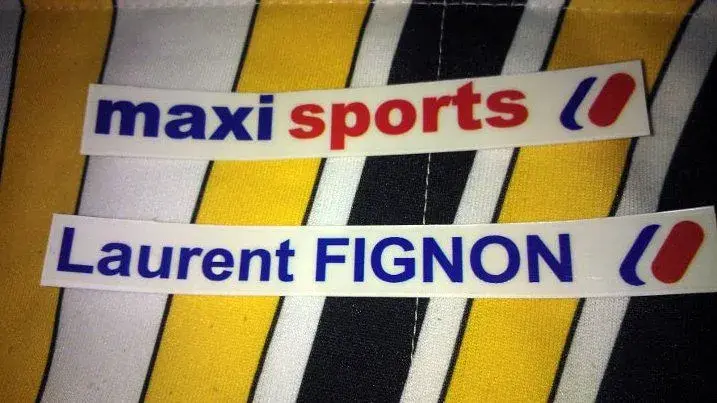 maxi sports
Laurent FIGNON